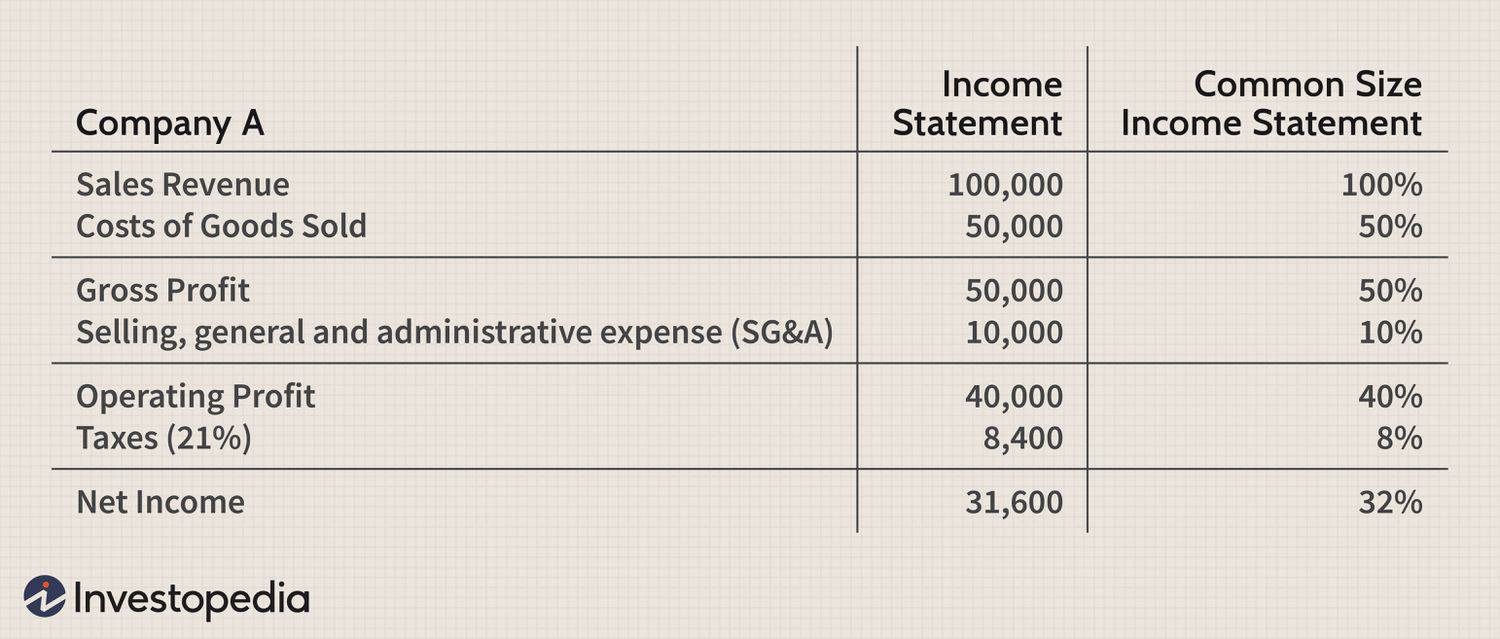 Income Statement
Common Size Income Statement
Company A
Sales Revenue 100,000 100%
Costs of Goods Sold 50,000 50%
Gross Profit 50,000 50%
Selling, general and administrative expense (SG&A) 10,000 10%
Operating Profit 40,000 40%
Taxes (21%) 8,400 8%
Net Income 31,600 32%
Investopedia